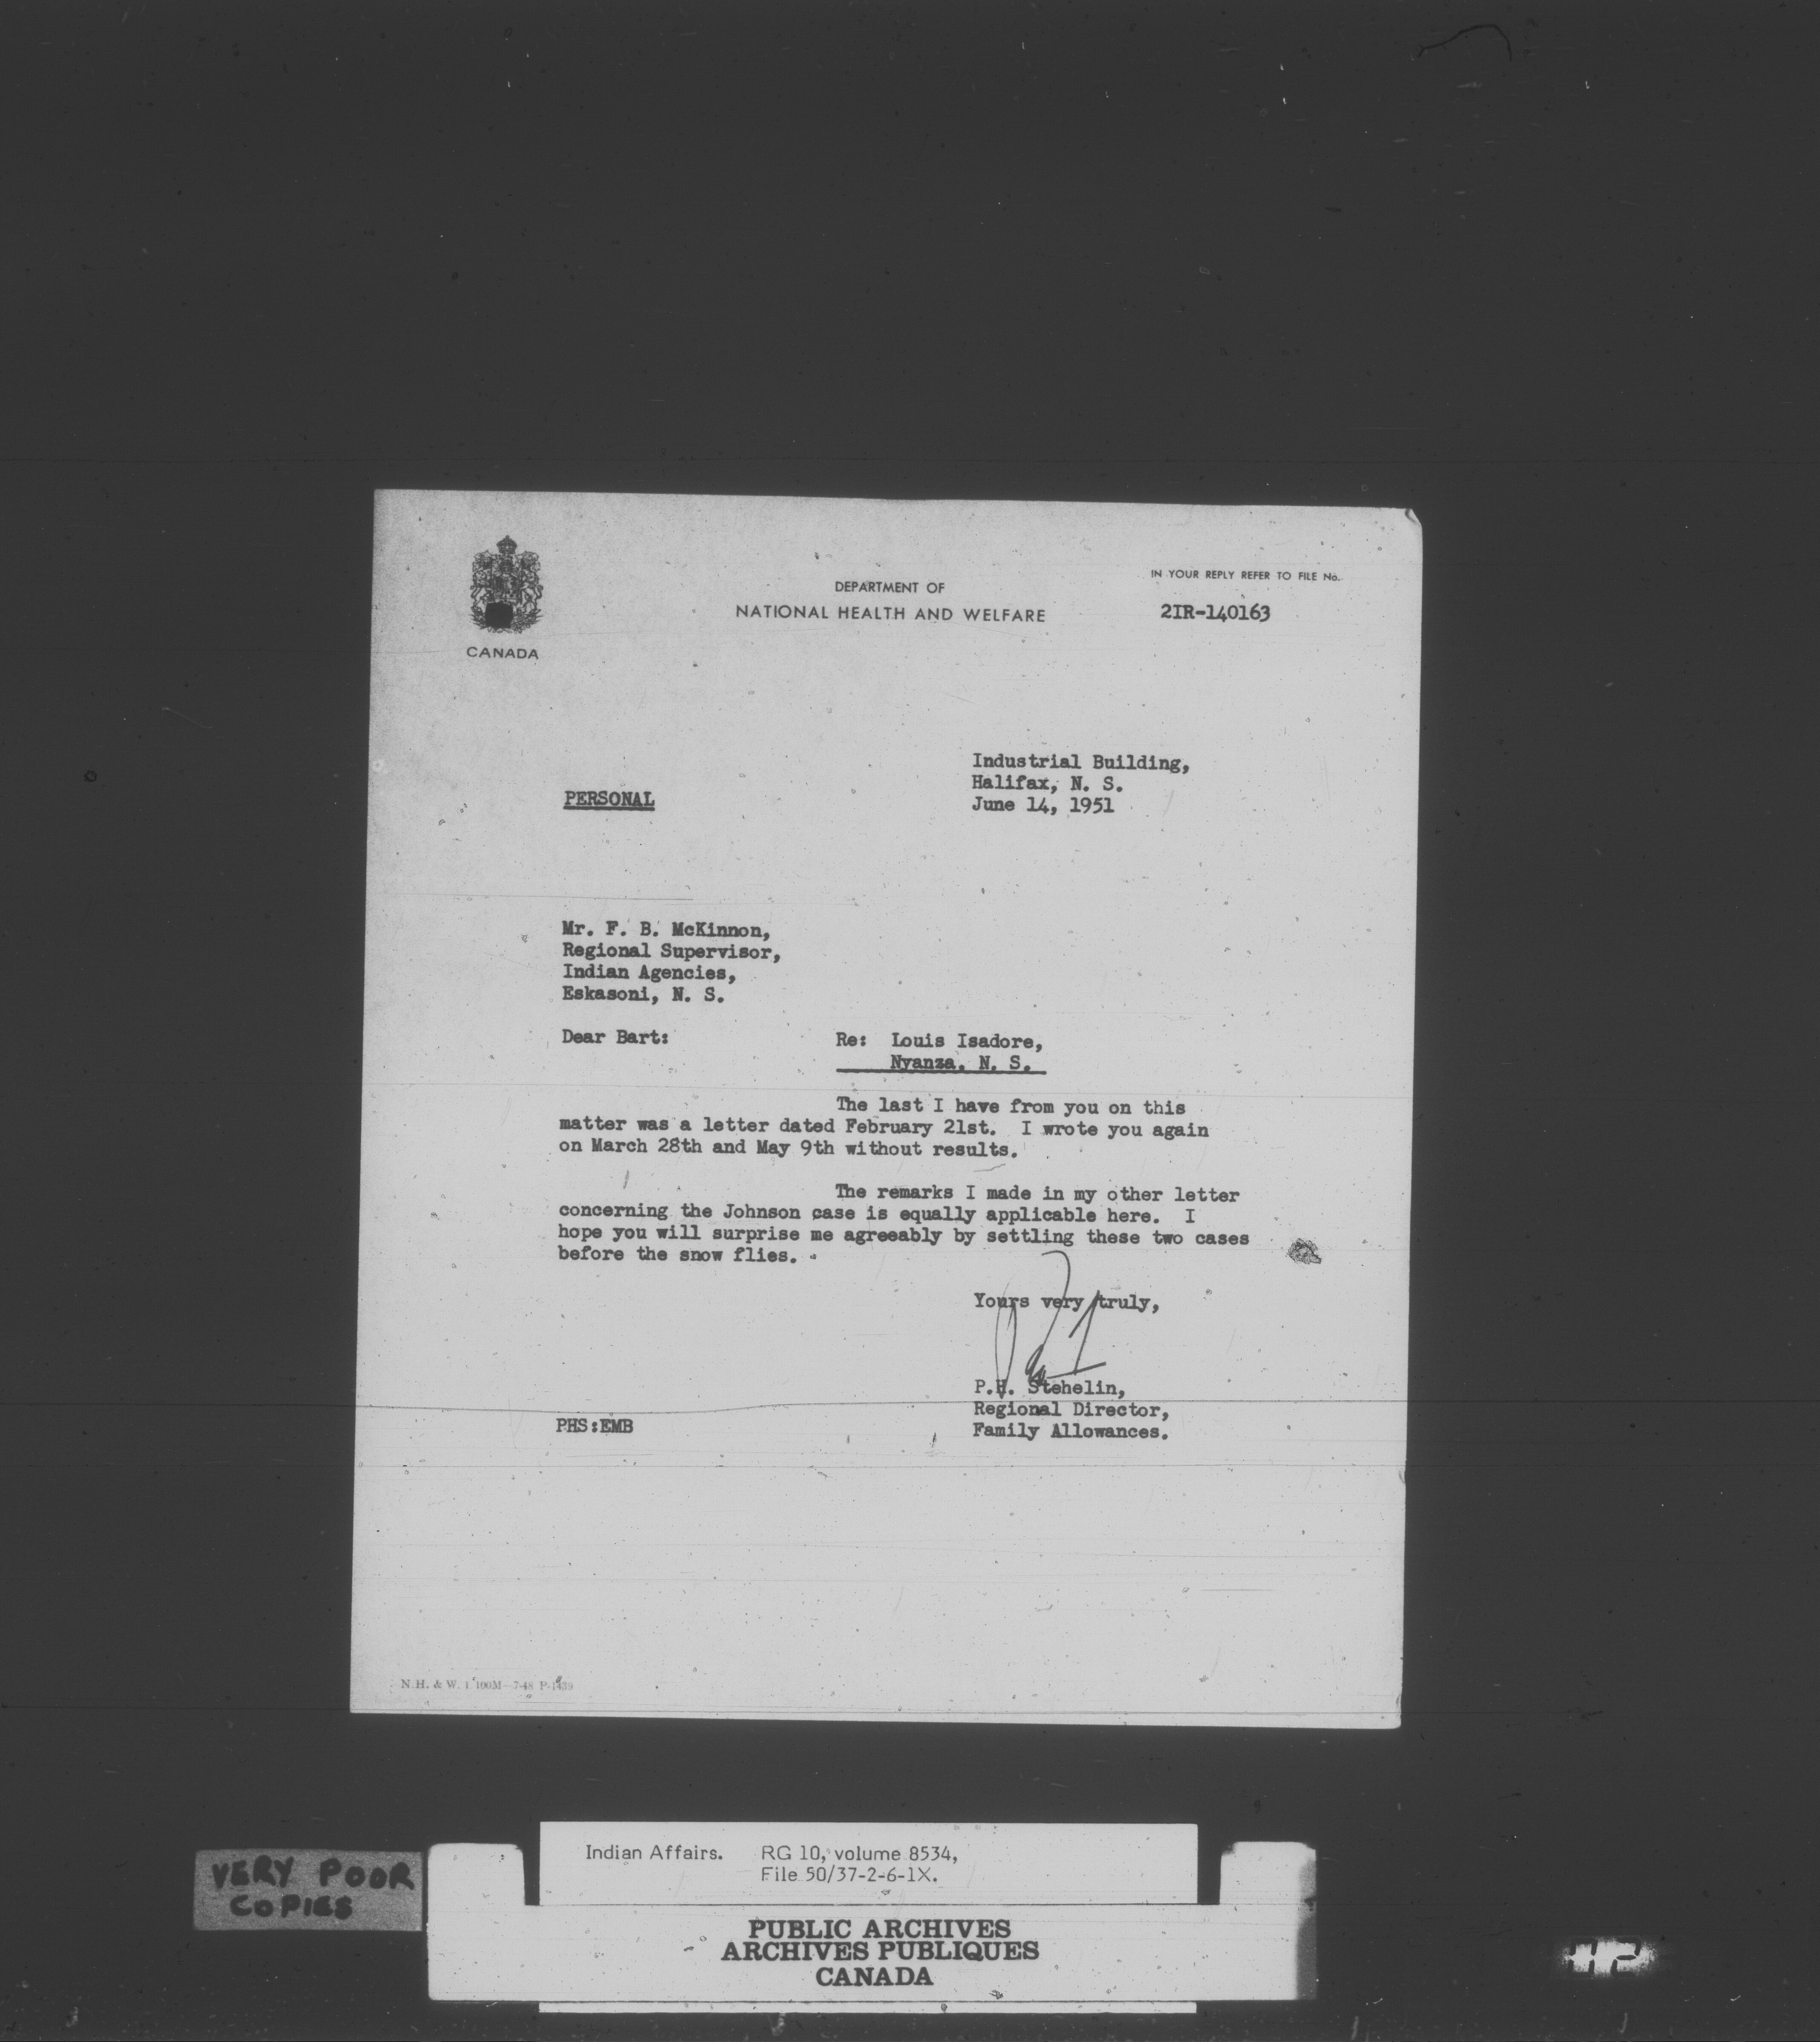 CANADA
DEPARTMENT OF
NATIONAL HEALTH AND WELFARE
IN YOUR REPLY REFER TO FILE No.
2IR-140163
Industrial Building,
Halifax, N. S.
June 14, 1951
PERSONAL
Mr. F. B. McKinnon,
Regional Supervisor,
Indian Agencies,
Eskasoni, N. S.
Dear Bart:
Re: Louis Isadore,
Nyanza, N. S.
The last I have from you on this
matter was a letter dated February 21st. I wrote you again
on March 28th and May 9th without results.
The remarks I made in my other letter
concerning the Johnson case is equally applicable here. I
hope you will surprise me agreeably by settling these two cases
before the snow flies.
Yours very truly,
P.H. Stehelin,
Regional Director,
Family Allowances.
PHS:EMB
N.H. & W. 1 100M—7-48 P-1439
Indian Affairs. RG 10, volume 8534,
File 50/37-2-6-1X.
VERY POOR
COPIES
PUBLIC ARCHIVES
ARCHIVES PUBLIQUES
CANADA